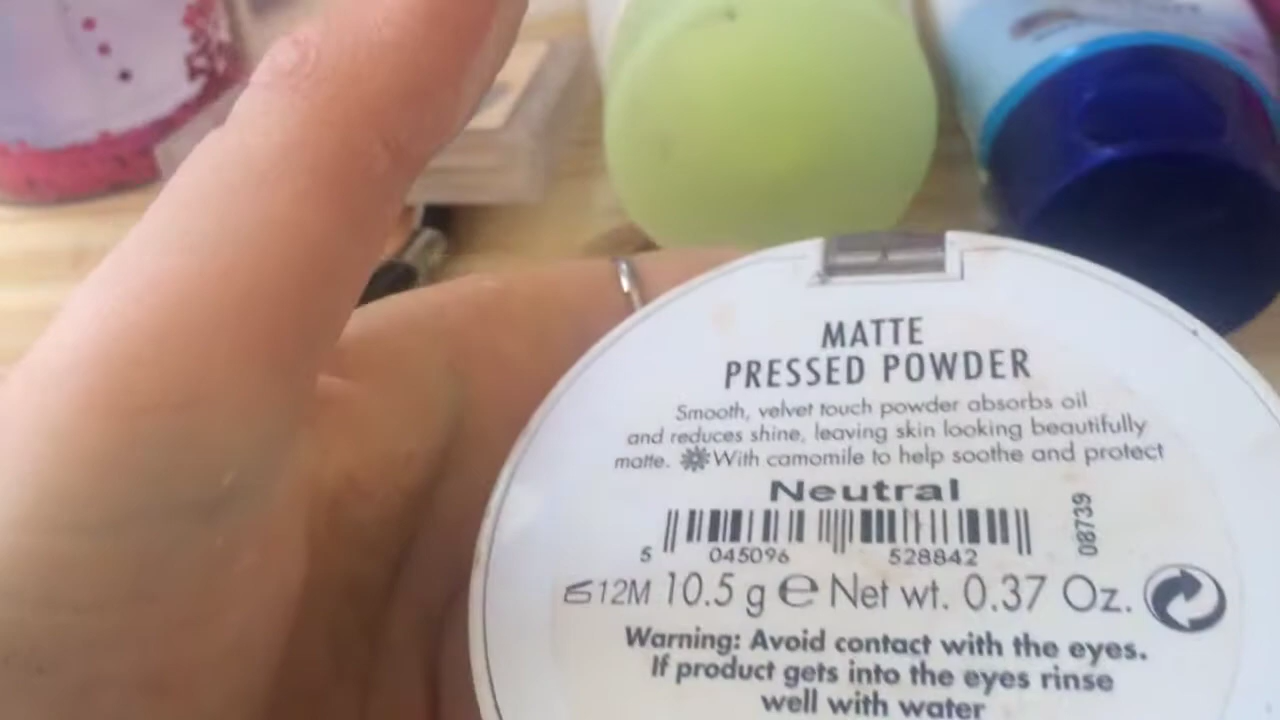 MATTE
PRESSED POWDER
Smooth, velvet touch powder absorbs oil
and reduces shine, leaving skin looking beautifully
matte. With camomile to help soothe and protect
Neutral
08739
5 045096 528842
12M 10.5 g e Net wt. 0.37 Oz.
Warning: Avoid contact with the eyes.
If product gets into the eyes rinse
well with water